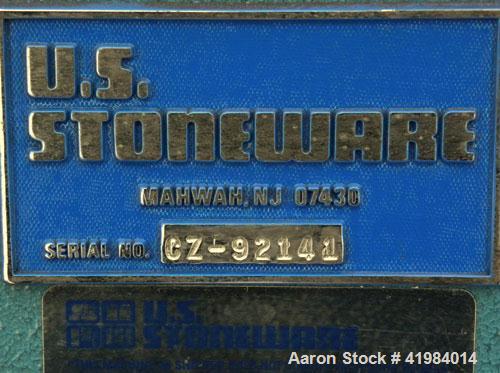 U.S.
STONEWARE
MAHWAH, NJ 07430
SERIAL NO. CZ-92141
U.S.
STONEWARE
Aaron Stock # 41984014